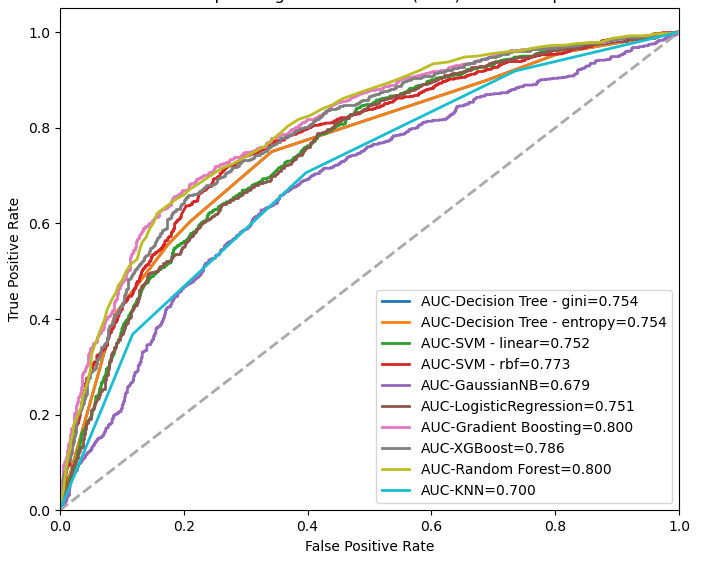 1.0
0.8
0.6
0.4
0.2
0.0
True Positive Rate
AUC-Decision Tree - gini=0.754
AUC-Decision Tree - entropy=0.754
AUC-SVM - linear=0.752
AUC-SVM - rbf=0.773
AUC-GaussianNB=0.679
AUC-LogisticRegression=0.751
AUC-Gradient Boosting=0.800
AUC-XGBoost=0.786
AUC-Random Forest=0.800
AUC-KNN=0.700
0.0 0.2 0.4 0.6 0.8 1.0
False Positive Rate